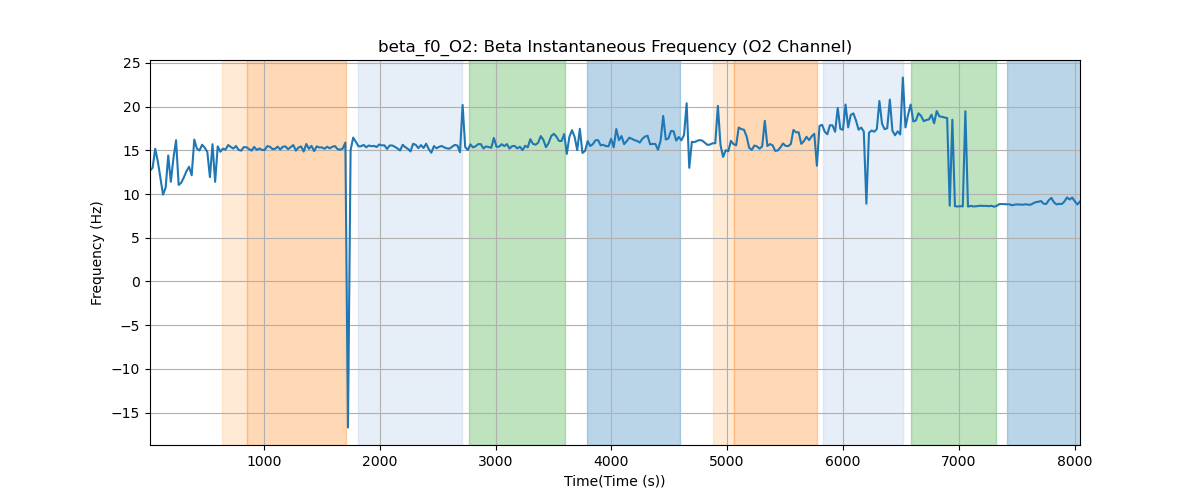 beta_f0_O2: Beta Instantaneous Frequency (O2 Channel)
25
20
15
10
5
0
−5
−10
−15
Frequency (Hz)
1000 2000 3000 4000 5000 6000 7000 8000
Time(Time (s))